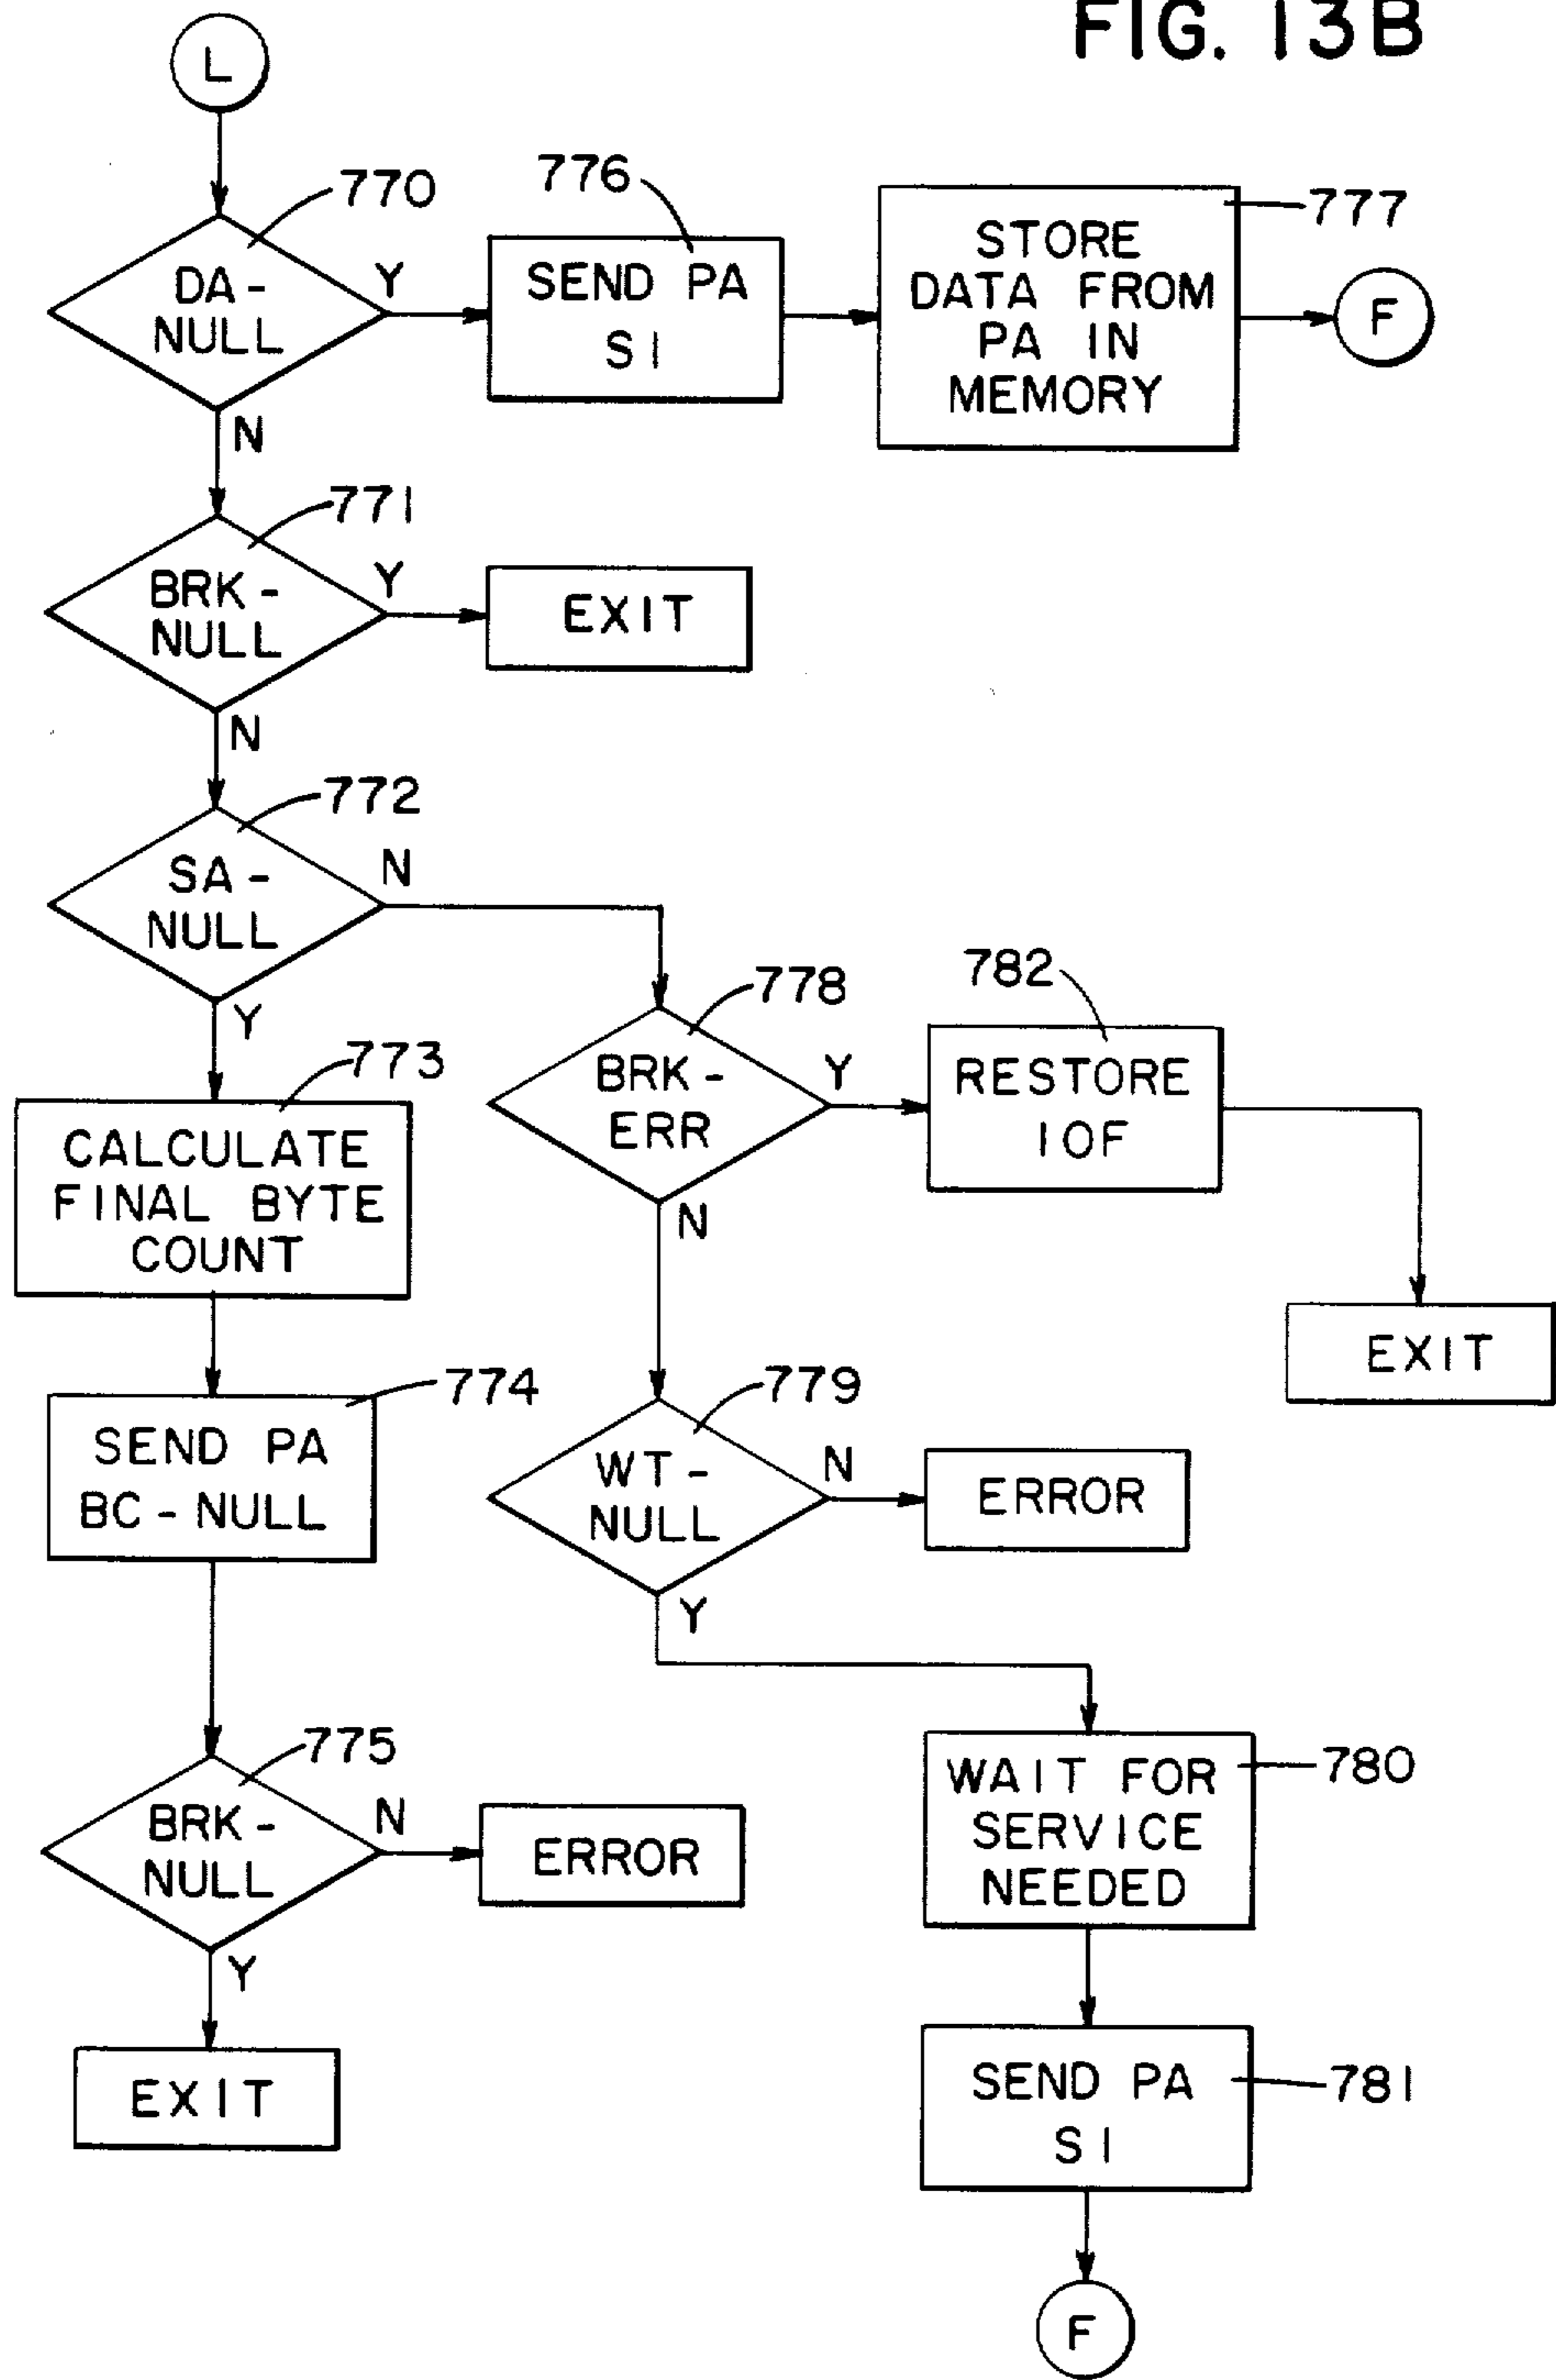 FIG. 13B
L
770
DA-
NULL
Y
N
776
SEND PA
S1
777
STORE
DATA FROM
PA IN
MEMORY
F
771
BRK-
NULL
Y
N
EXIT
772
SA-
NULL
N
Y
773
CALCULATE
FINAL BYTE
COUNT
778
BRK-
ERR
Y
N
782
RESTORE
IOF
EXIT
774
SEND PA
BC-NULL
779
WT-
NULL
N
Y
ERROR
775
BRK-
NULL
N
Y
ERROR
EXIT
780
WAIT FOR
SERVICE
NEEDED
781
SEND PA
S1
F